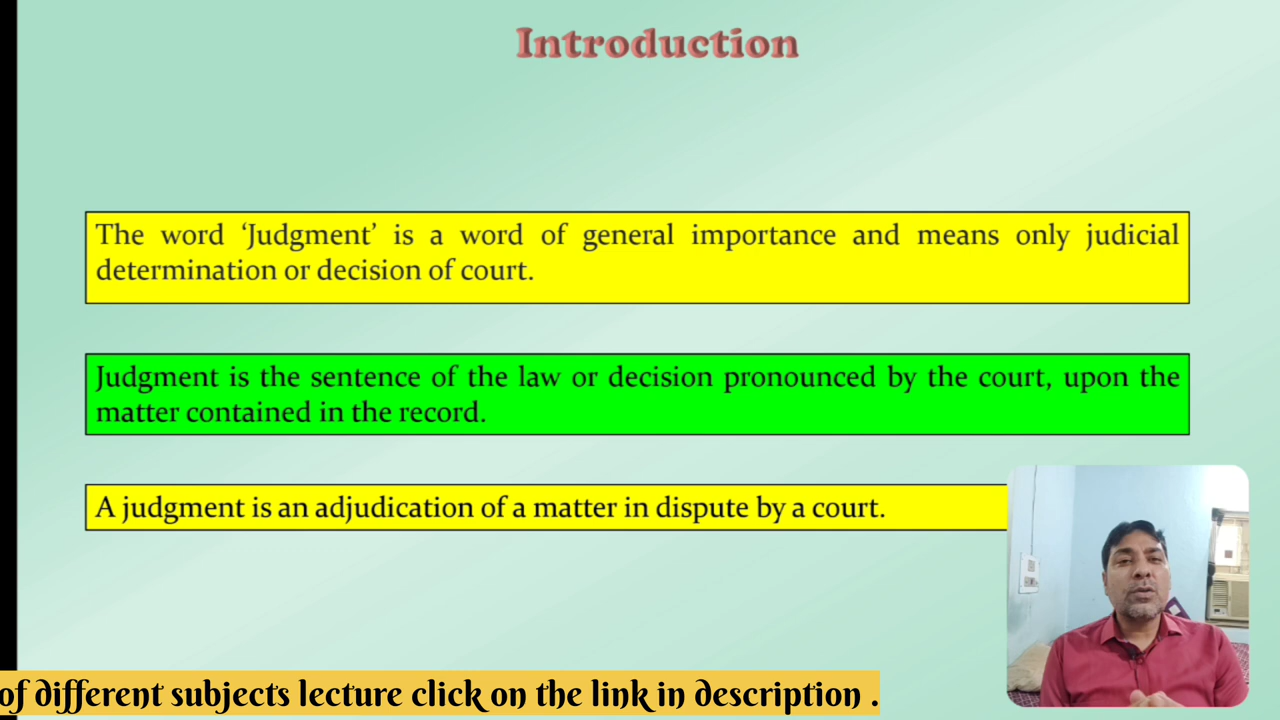 Introduction
The word ‘Judgment’ is a word of general importance and means only judicial
determination or decision of court.
Judgment is the sentence of the law or decision pronounced by the court, upon the
matter contained in the record.
A judgment is an adjudication of a matter in dispute by a court.
of different subjects lecture click on the link in description .